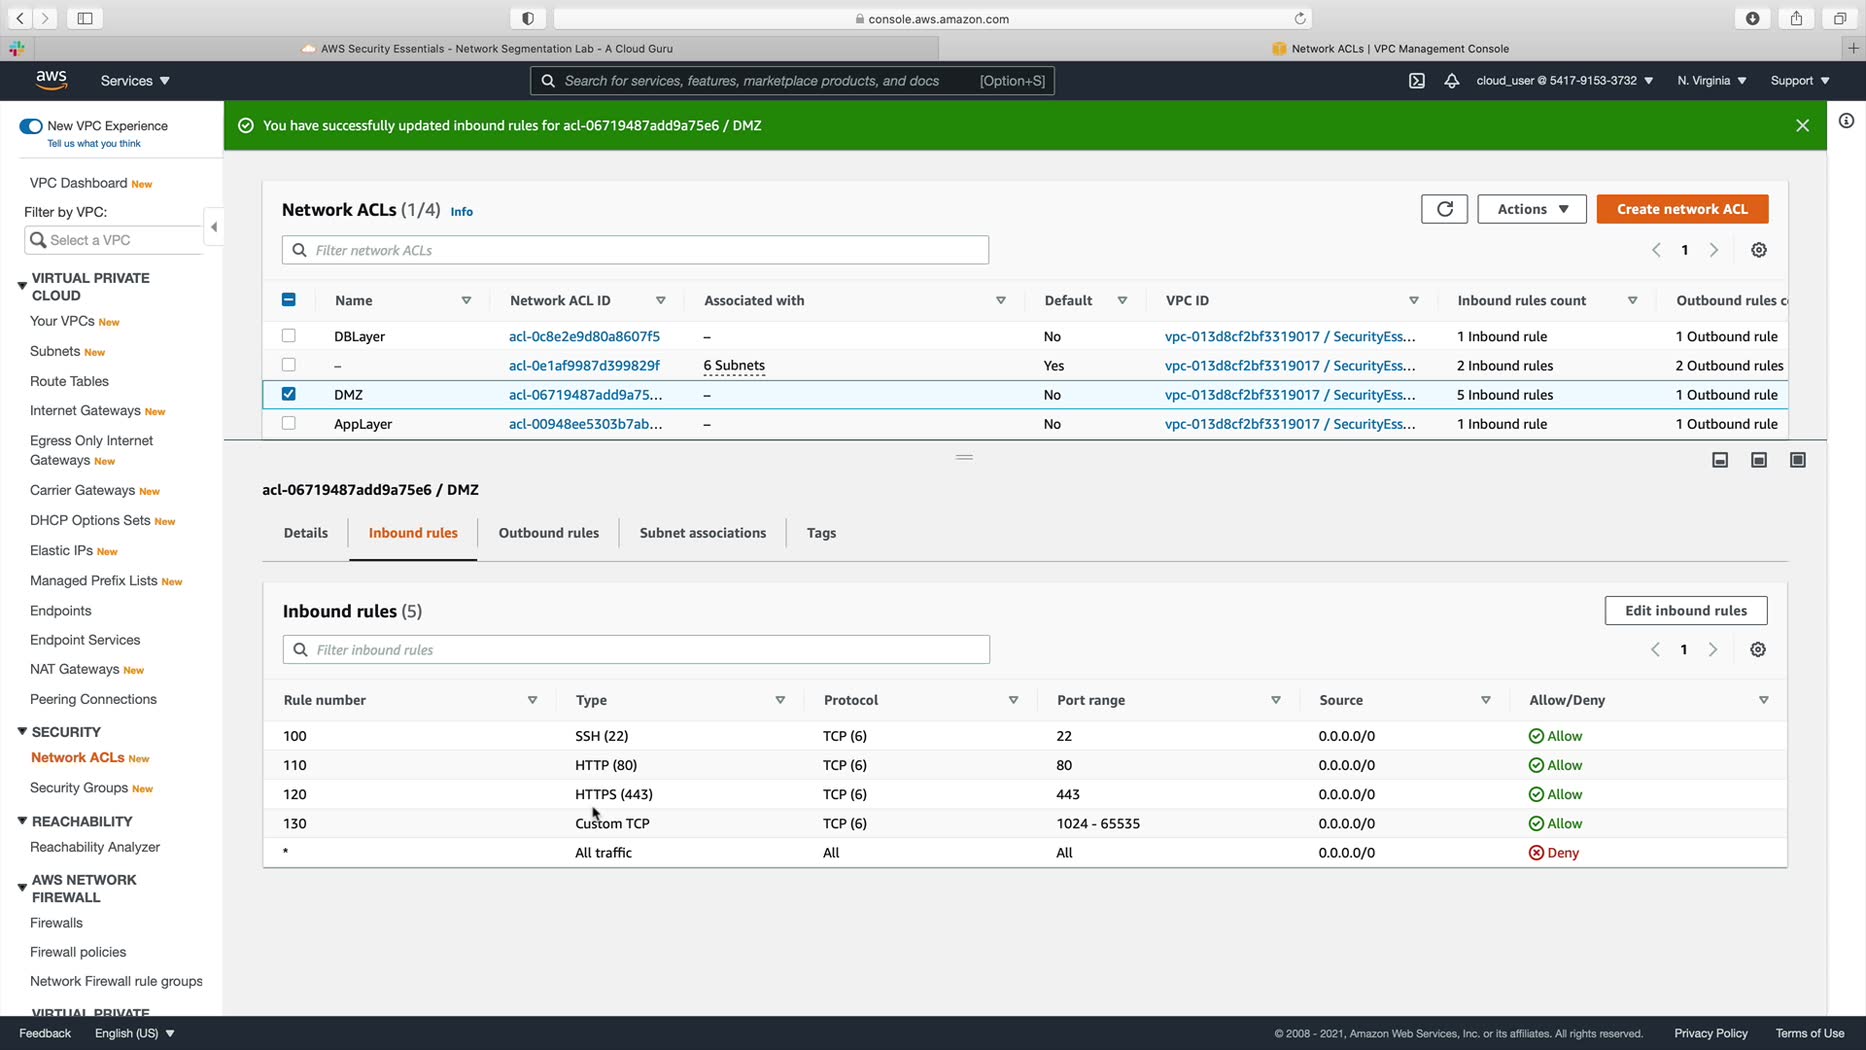 console.aws.amazon.com
AWS Security Essentials - Network Segmentation Lab - A Cloud Guru
Network ACLs | VPC Management Console
aws
Services
Search for services, features, marketplace products, and docs [Option+S]
cloud_user @ 5417-9153-3732
N. Virginia
Support
New VPC Experience
Tell us what you think
You have successfully updated inbound rules for acl-06719487add9a75e6 / DMZ
VPC Dashboard New
Filter by VPC:
Select a VPC
VIRTUAL PRIVATE
CLOUD
Your VPCs New
Subnets New
Route Tables
Internet Gateways New
Egress Only Internet
Gateways New
Carrier Gateways New
DHCP Options Sets New
Elastic IPs New
Managed Prefix Lists New
Endpoints
Endpoint Services
NAT Gateways New
Peering Connections
SECURITY
Network ACLs New
Security Groups New
REACHABILITY
Reachability Analyzer
AWS NETWORK
FIREWALL
Firewalls
Firewall policies
Network Firewall rule groups
VIRTUAL PRIVATE
Network ACLs (1/4) Info
Actions
Create network ACL
Filter network ACLs
1
Name Network ACL ID Associated with Default VPC ID Inbound rules count Outbound rules c
DBLayer acl-0c8e2e9d80a8607f5 – No vpc-013d8cf2bf3319017 / SecurityEss... 1 Inbound rule 1 Outbound rule
– acl-0e1af9987d399829f 6 Subnets Yes vpc-013d8cf2bf3319017 / SecurityEss... 2 Inbound rules 2 Outbound rules
DMZ acl-06719487add9a75... – No vpc-013d8cf2bf3319017 / SecurityEss... 5 Inbound rules 1 Outbound rule
AppLayer acl-00948ee5303b7ab... – No vpc-013d8cf2bf3319017 / SecurityEss... 1 Inbound rule 1 Outbound rule
acl-06719487add9a75e6 / DMZ
Details Inbound rules Outbound rules Subnet associations Tags
Inbound rules (5)
Edit inbound rules
Filter inbound rules
1
Rule number Type Protocol Port range Source Allow/Deny
100 SSH (22) TCP (6) 22 0.0.0.0/0 Allow
110 HTTP (80) TCP (6) 80 0.0.0.0/0 Allow
120 HTTPS (443) TCP (6) 443 0.0.0.0/0 Allow
130 Custom TCP TCP (6) 1024 - 65535 0.0.0.0/0 Allow
* All traffic All All 0.0.0.0/0 Deny
Feedback English (US) © 2008 - 2021, Amazon Web Services, Inc. or its affiliates. All rights reserved. Privacy Policy Terms of Use